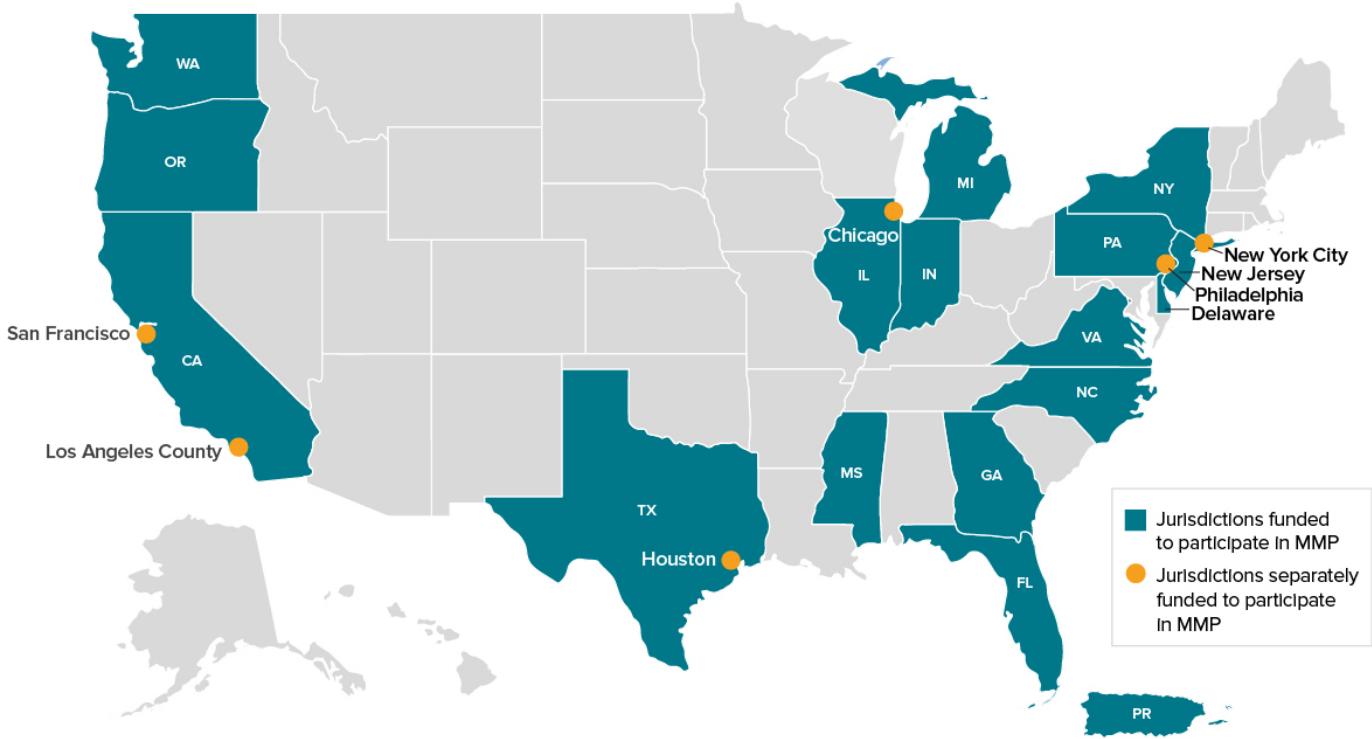 WA
OR
MI
NY
Chicago
PA
New York City
IL
IN
New Jersey
Philadelphia
Delaware
San Francisco
VA
CA
NC
Los Angeles County
MS
GA
TX
Houston
FL
PR
Jurisdictions funded
to participate in MMP
Jurisdictions separately
funded to participate
in MMP